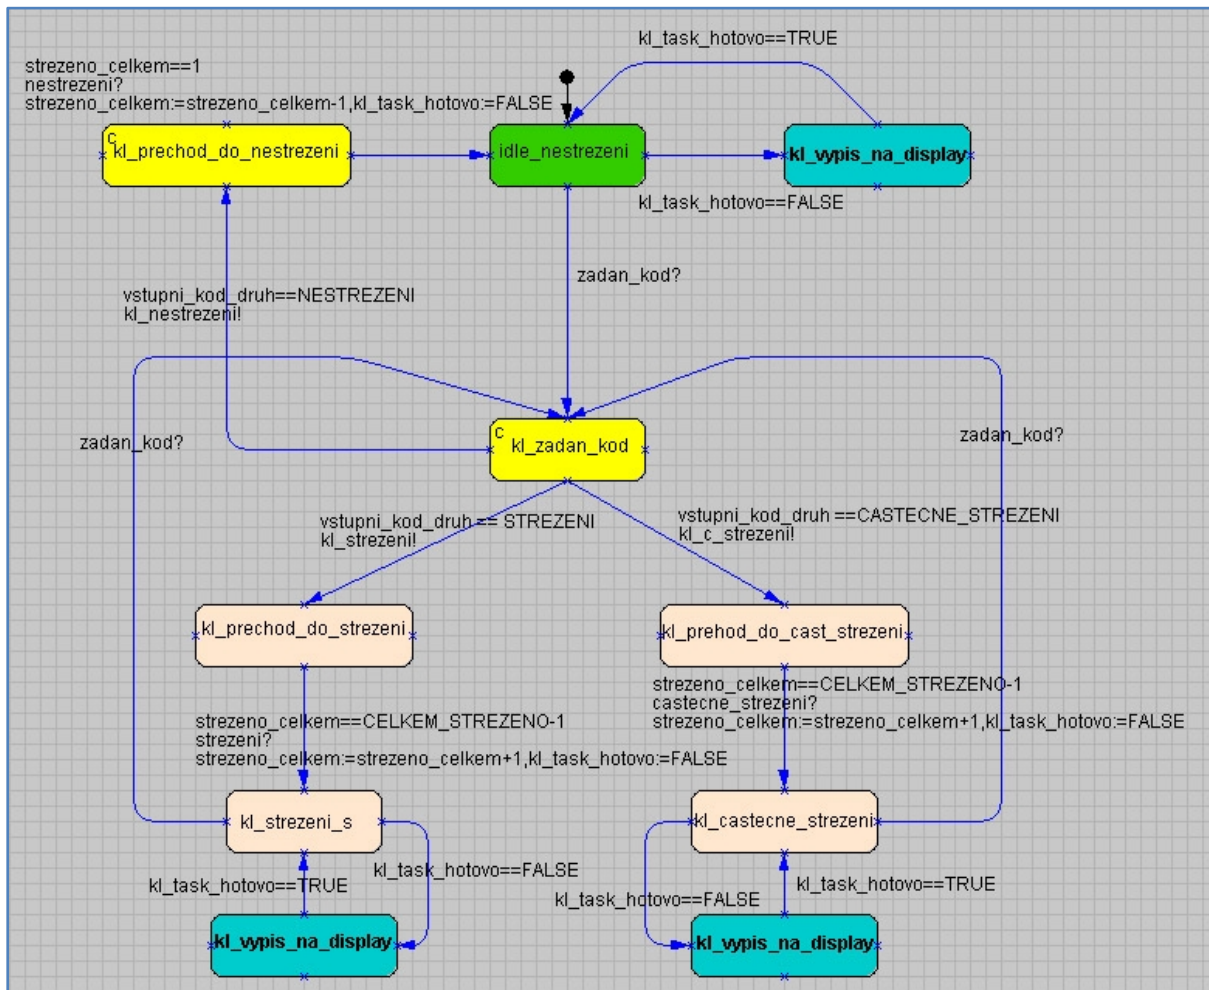 kl_task_hotovo==TRUE
strezeno_celkem==1
nestrezeni?
strezeno_celkem:=strezeno_celkem-1,kl_task_hotovo:=FALSE
C
kl_prechod_do_nestrezeni
idle_nestrezeni
kl_vypis_na_display
kl_task_hotovo==FALSE
zadan_kod?
vstupni_kod_druh==NESTREZENI
kl_nestrezeni!
zadan_kod?
zadan_kod?
C
kl_zadan_kod
vstupni_kod_druh == STREZENI
kl_strezeni!
vstupni_kod_druh ==CASTECNE_STREZENI
kl_c_strezeni!
kl_prechod_do_strezeni
kl_prehod_do_cast_strezeni
strezeno_celkem==CELKEM_STREZENO-1
castecne_strezeni?
strezeno_celkem:=strezeno_celkem+1,kl_task_hotovo:=FALSE
strezeno_celkem==CELKEM_STREZENO-1
strezeni?
strezeno_celkem:=strezeno_celkem+1,kl_task_hotovo:=FALSE
kl_strezeni_s
kl_castecne_strezeni
kl_task_hotovo==FALSE
kl_task_hotovo==TRUE
kl_task_hotovo==TRUE
kl_task_hotovo==FALSE
kl_vypis_na_display
kl_vypis_na_display